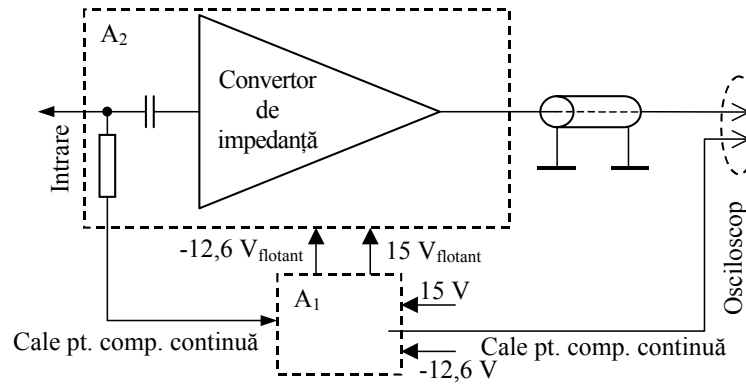 A2
Convertor
de
impedanță
Intrare
Osciloscop
-12,6 Vflotant
15 Vflotant
A1
15 V
Cale pt. comp. continuă
Cale pt. comp. continuă
-12,6 V